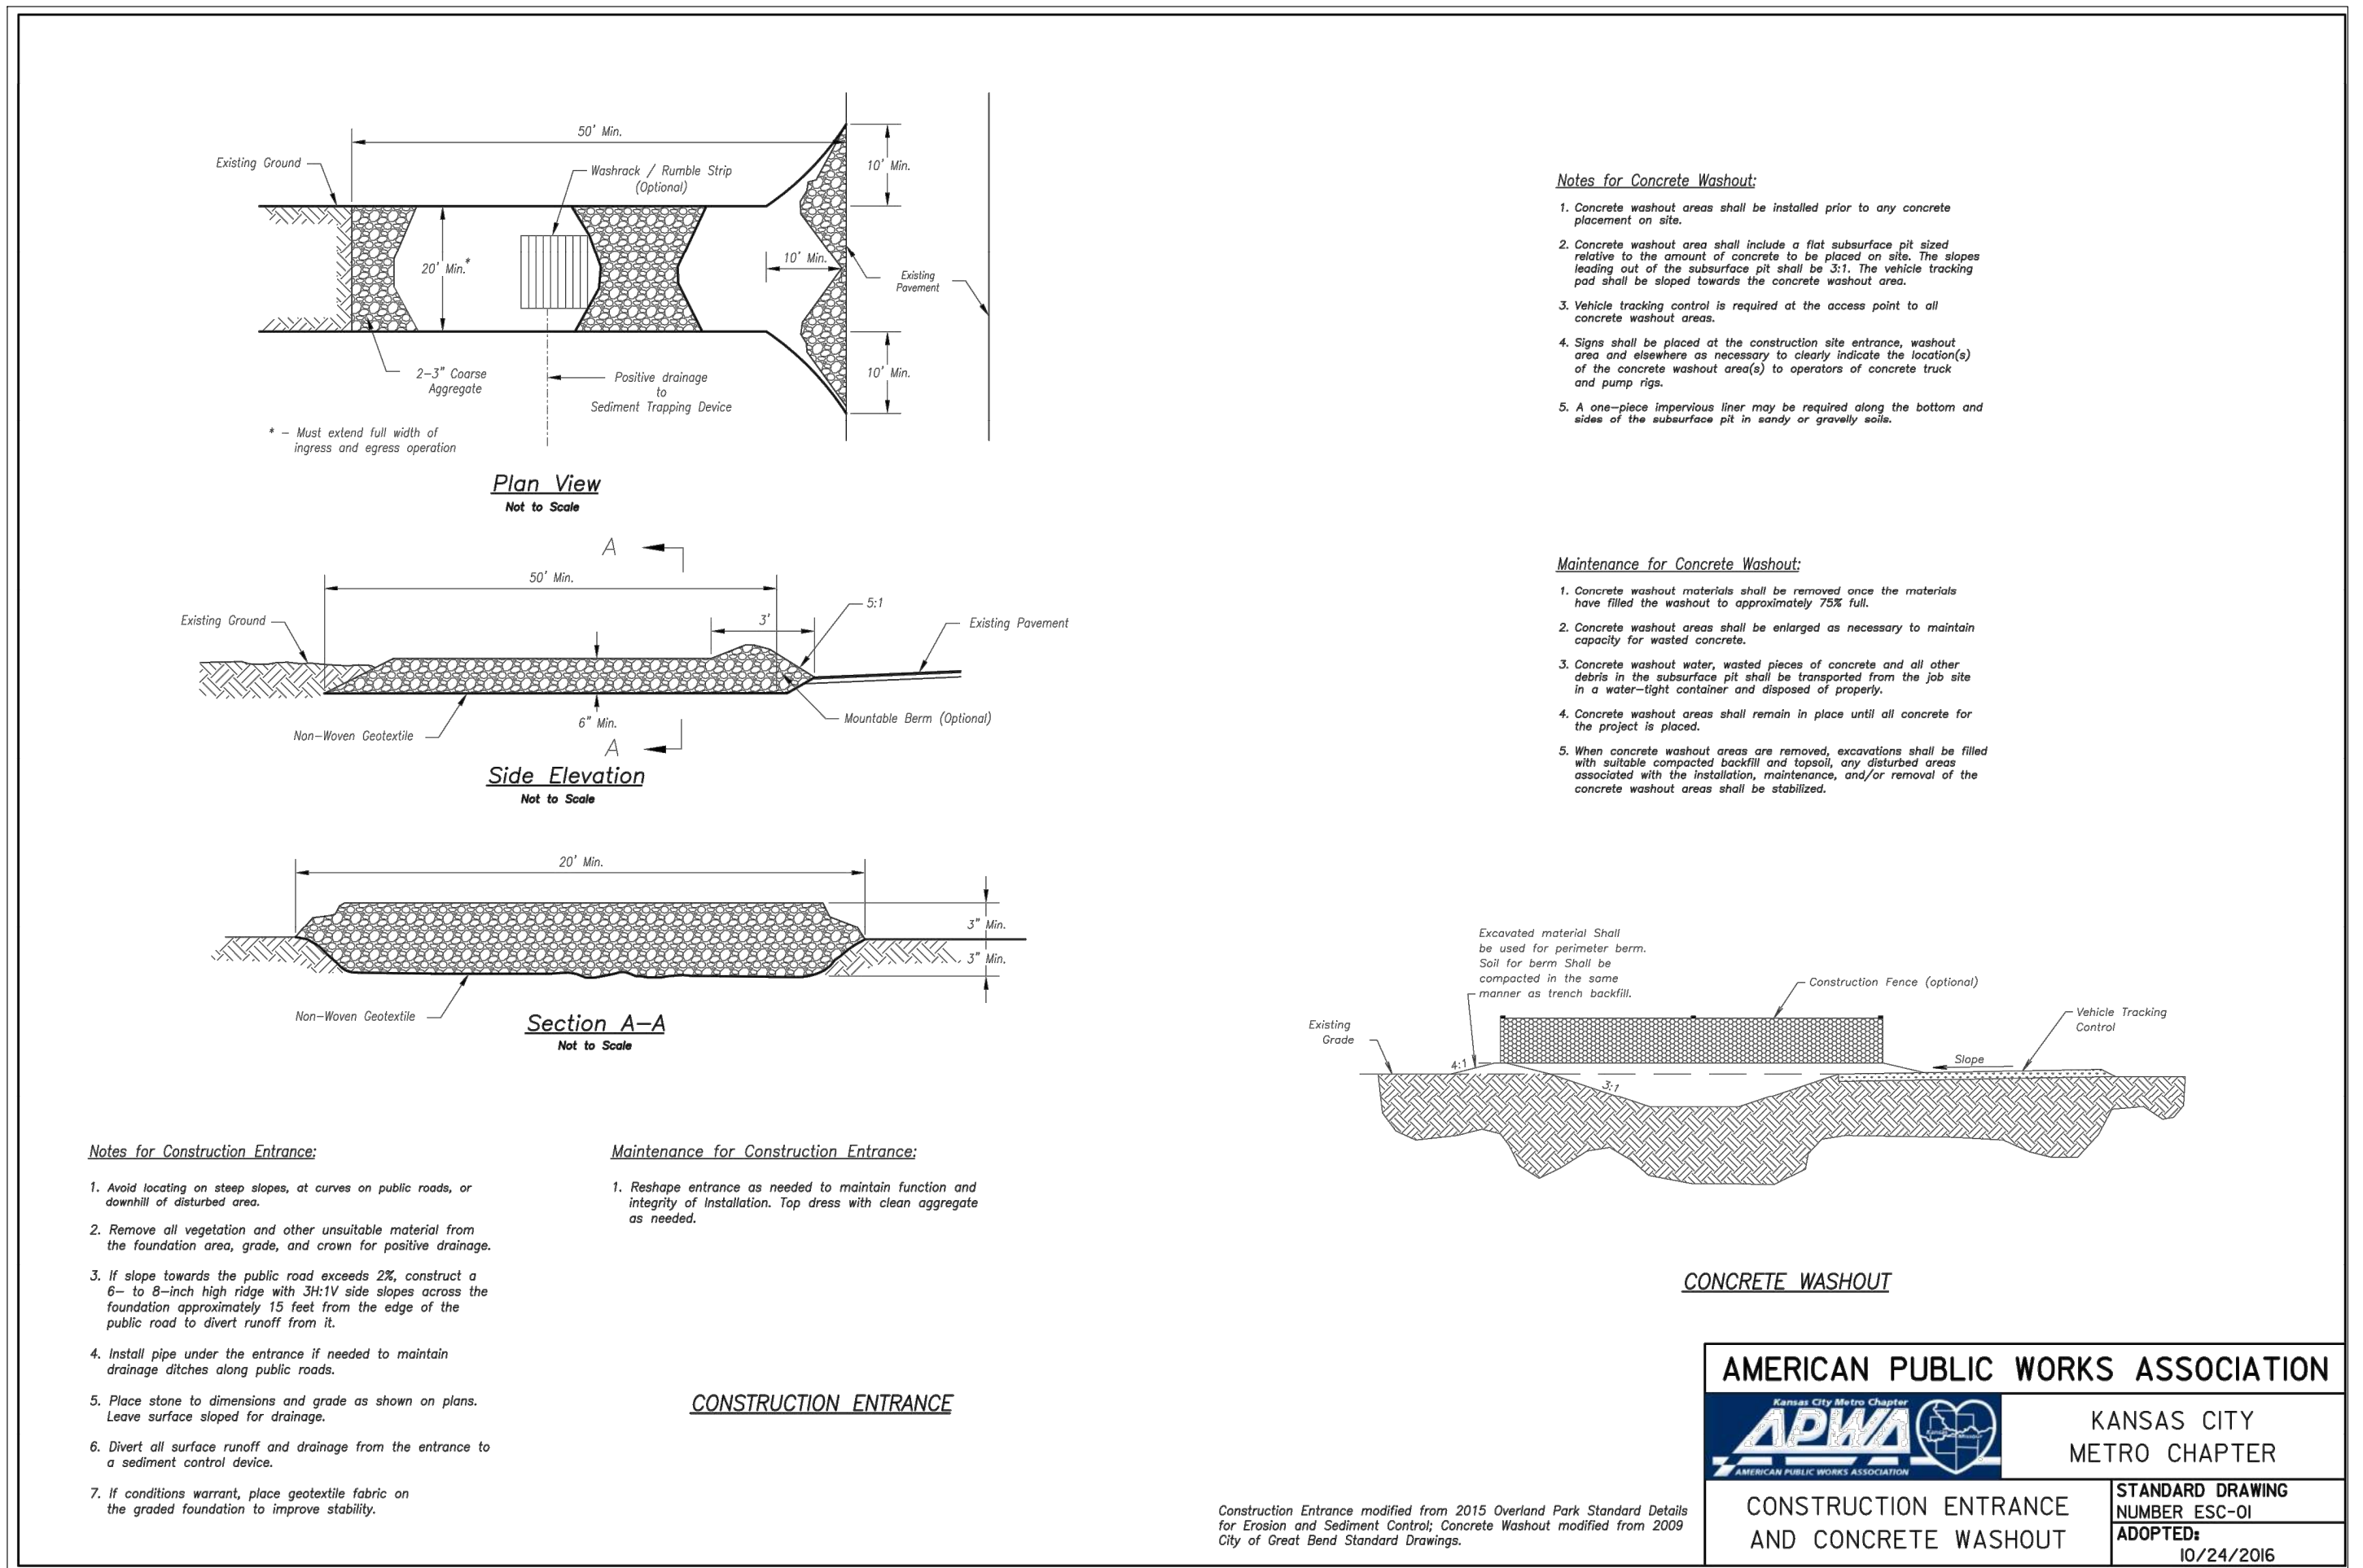 50' Min.
Existing Ground
Washrack / Rumble Strip
(Optional)
10' Min.
20' Min.*
10' Min.
Existing
Pavement
10' Min.
2-3" Coarse
Aggregate
Positive drainage
to
Sediment Trapping Device
* - Must extend full width of
ingress and egress operation
Plan View
Not to Scale
A
50' Min.
5:1
3'
Existing Ground
Existing Pavement
6" Min.
Mountable Berm (Optional)
Non-Woven Geotextile
A
Side Elevation
Not to Scale
20' Min.
3" Min.
3" Min.
Non-Woven Geotextile
Section A-A
Not to Scale
Notes for Construction Entrance:
1. Avoid locating on steep slopes, at curves on public roads, or
downhill of disturbed area.
2. Remove all vegetation and other unsuitable material from
the foundation area, grade, and crown for positive drainage.
3. If slope towards the public road exceeds 2%, construct a
6- to 8-inch high ridge with 3H:1V side slopes across the
foundation approximately 15 feet from the edge of the
public road to divert runoff from it.
4. Install pipe under the entrance if needed to maintain
drainage ditches along public roads.
5. Place stone to dimensions and grade as shown on plans.
Leave surface sloped for drainage.
6. Divert all surface runoff and drainage from the entrance to
a sediment control device.
7. If conditions warrant, place geotextile fabric on
the graded foundation to improve stability.
Maintenance for Construction Entrance:
1. Reshape entrance as needed to maintain function and
integrity of Installation. Top dress with clean aggregate
as needed.
CONSTRUCTION ENTRANCE
Notes for Concrete Washout:
1. Concrete washout areas shall be installed prior to any concrete
placement on site.
2. Concrete washout area shall include a flat subsurface pit sized
relative to the amount of concrete to be placed on site. The slopes
leading out of the subsurface pit shall be 3:1. The vehicle tracking
pad shall be sloped towards the concrete washout area.
3. Vehicle tracking control is required at the access point to all
concrete washout areas.
4. Signs shall be placed at the construction site entrance, washout
area and elsewhere as necessary to clearly indicate the location(s)
of the concrete washout area(s) to operators of concrete truck
and pump rigs.
5. A one-piece impervious liner may be required along the bottom and
sides of the subsurface pit in sandy or gravelly soils.
Maintenance for Concrete Washout:
1. Concrete washout materials shall be removed once the materials
have filled the washout to approximately 75% full.
2. Concrete washout areas shall be enlarged as necessary to maintain
capacity for wasted concrete.
3. Concrete washout water, wasted pieces of concrete and all other
debris in the subsurface pit shall be transported from the job site
in a water-tight container and disposed of properly.
4. Concrete washout areas shall remain in place until all concrete for
the project is placed.
5. When concrete washout areas are removed, excavations shall be filled
with suitable compacted backfill and topsoil, any disturbed areas
associated with the installation, maintenance, and/or removal of the
concrete washout areas shall be stabilized.
Excavated material Shall
be used for perimeter berm.
Soil for berm Shall be
compacted in the same
manner as trench backfill.
Construction Fence (optional)
Existing
Grade
Vehicle Tracking
Control
4:1
Slope
3:1
CONCRETE WASHOUT
Construction Entrance modified from 2015 Overland Park Standard Details
for Erosion and Sediment Control; Concrete Washout modified from 2009
City of Great Bend Standard Drawings.
AMERICAN PUBLIC WORKS ASSOCIATION
Kansas City Metro Chapter
APWA
AMERICAN PUBLIC WORKS ASSOCIATION
KANSAS CITY
METRO CHAPTER
CONSTRUCTION ENTRANCE
AND CONCRETE WASHOUT
STANDARD DRAWING
NUMBER ESC-01
ADOPTED:
10/24/2016